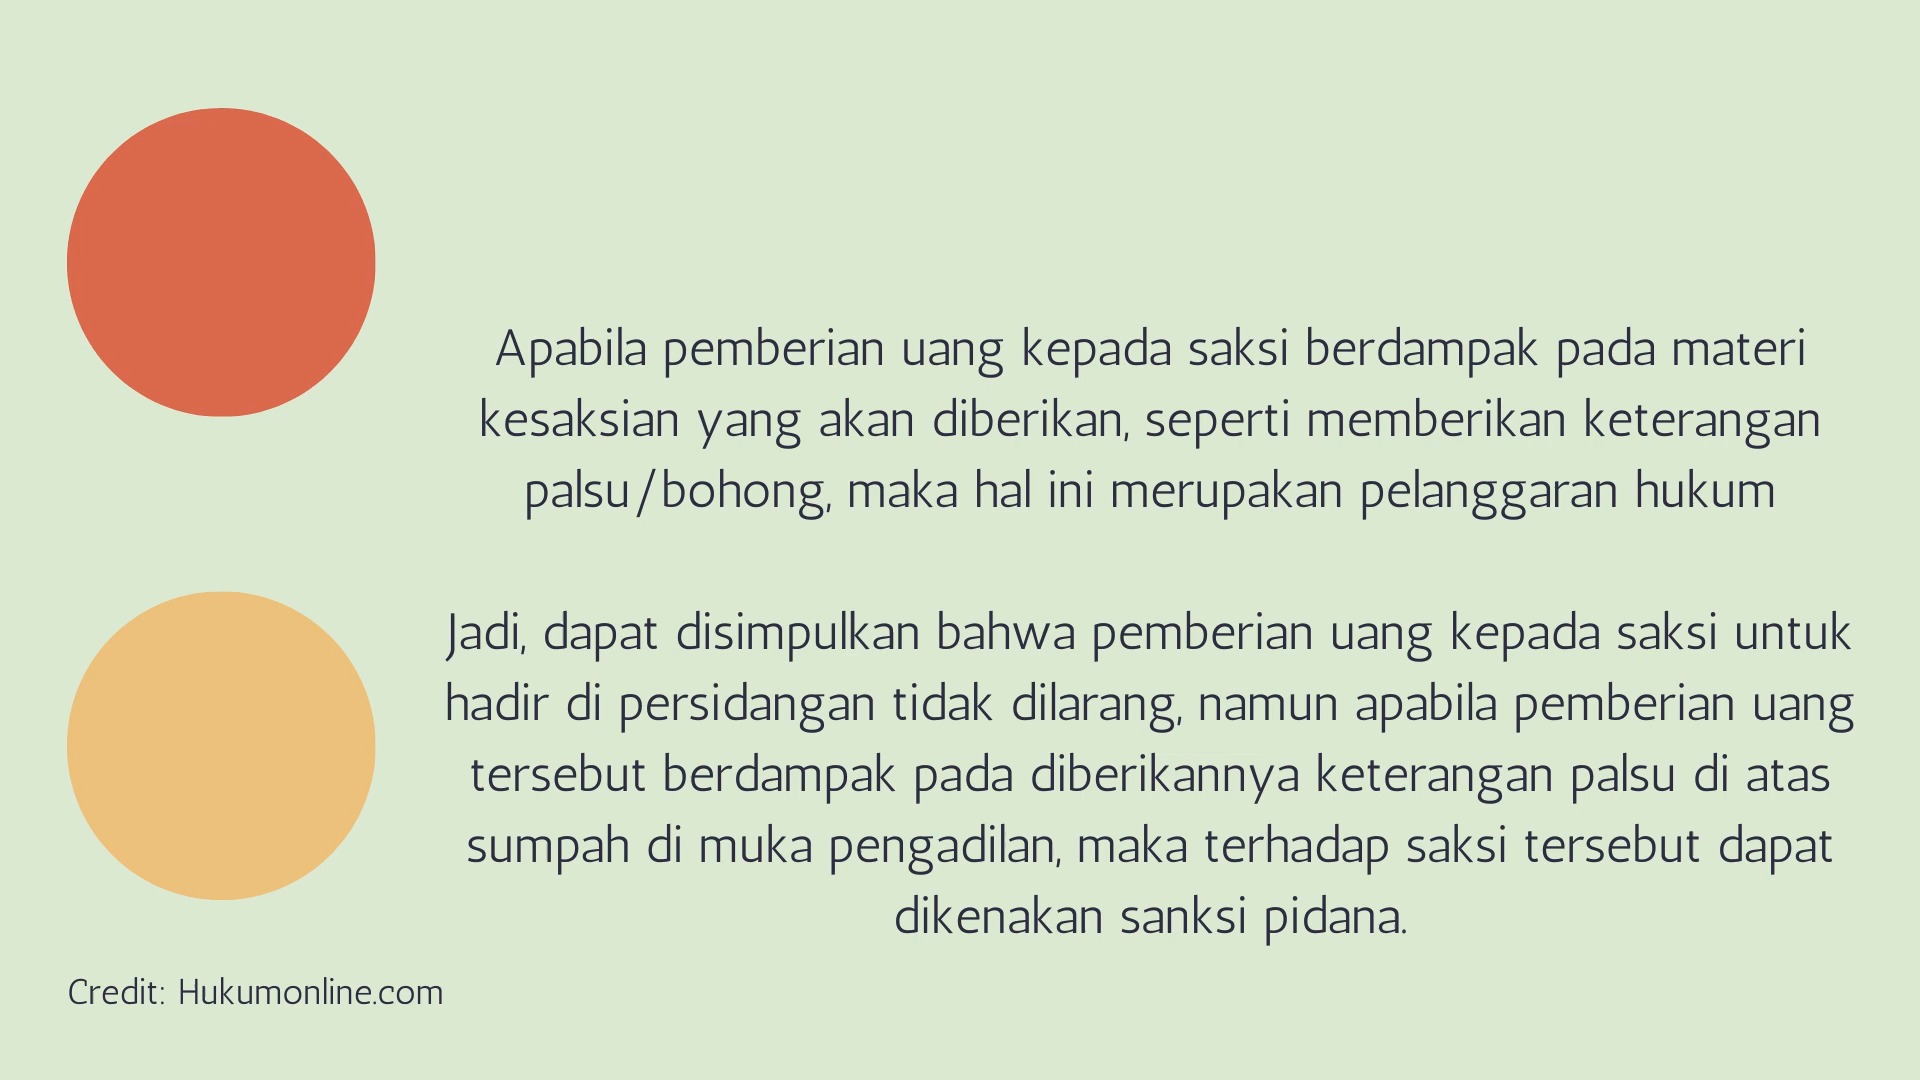 Apabila pemberian uang kepada saksi berdampak pada materi
kesaksian yang akan diberikan, seperti memberikan keterangan
palsu/bohong, maka hal ini merupakan pelanggaran hukum
Jadi, dapat disimpulkan bahwa pemberian uang kepada saksi untuk
hadir di persidangan tidak dilarang, namun apabila pemberian uang
tersebut berdampak pada diberikannya keterangan palsu di atas
sumpah di muka pengadilan, maka terhadap saksi tersebut dapat
dikenakan sanksi pidana.
Credit: Hukumonline.com